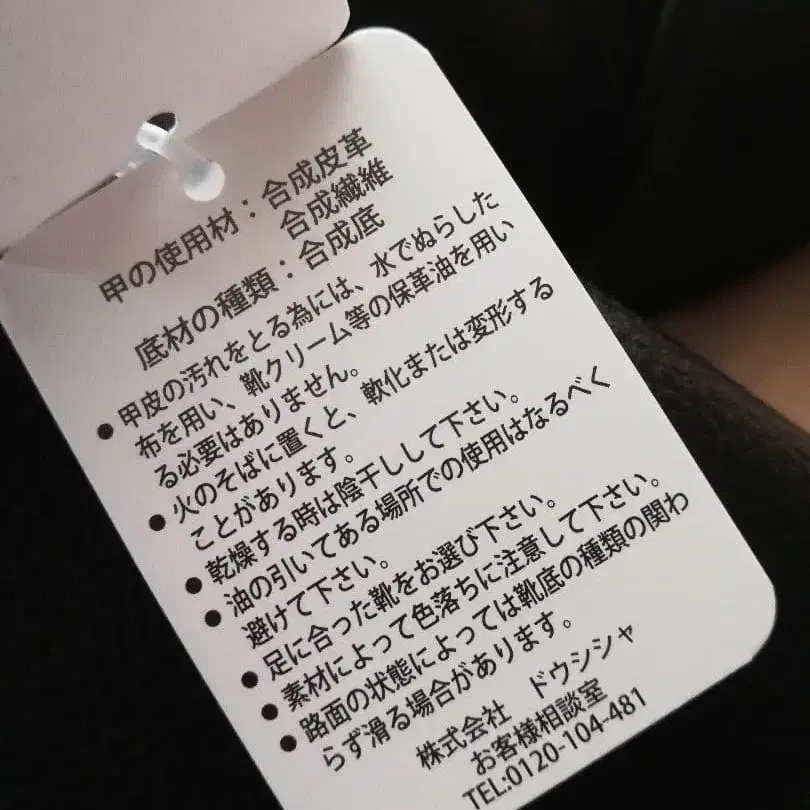 甲の使用材：合成皮革
合成繊維
底材の種類：合成底
●甲皮の汚れをとる為には、水でぬらした
布を用い、靴クリーム等の保革油を用い
る必要はありません。
●火のそばに置くと、軟化または変形する
ことがあります。
●乾燥する時は陰干しして下さい。
●油の引いてある場所での使用はなるべく
避けて下さい。
●足に合った靴をお選び下さい。
●素材によって色落ちに注意して下さい。
●路面の状態によっては靴底の種類の関わ
らず滑る場合があります。
株式会社　ドウシシャ
お客様相談室
TEL:0120-104-481